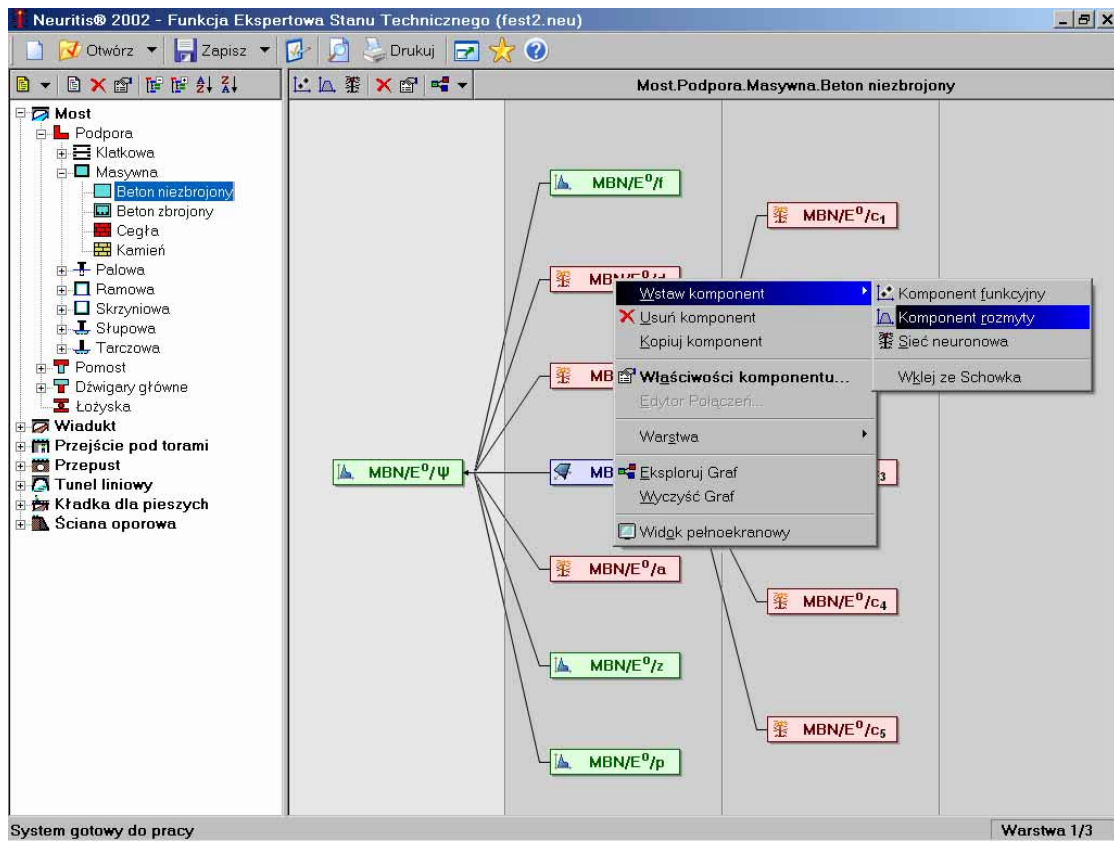 Neuritis® 2002 - Funkcja Ekspertowa Stanu Technicznego (fest2.neu)
Otwórz Zapisz Drukuj
Most.Podpora.Masywna.Beton niezbrojony
Most
Podpora
Klatkowa
Masywna
Beton niezbrojony
Beton zbrojony
Cegła
Kamień
Palowa
Ramowa
Skrzyniowa
Słupowa
Tarczowa
Pomost
Dźwigary główne
Łożyska
Wiadukt
Przejście pod torami
Przepust
Tunel liniowy
Kładka dla pieszych
Ściana oporowa
MBN/E⁰/f
MBN/E⁰/c₁
MBN/E⁰/d
MB
MBN/E⁰/Ψ
MB
3
MBN/E⁰/a
MBN/E⁰/c₄
MBN/E⁰/z
MBN/E⁰/c₅
MBN/E⁰/p
Wstaw komponent
Usuń komponent
Kopiuj komponent
Właściwości komponentu...
Edytor Połączeń...
Warstwa
Eksploruj Graf
Wyczyść Graf
Widok pełnoekranowy
Komponent funkcyjny
Komponent rozmyty
Sieć neuronowa
Wklej ze Schowka
System gotowy do pracy
Warstwa 1/3